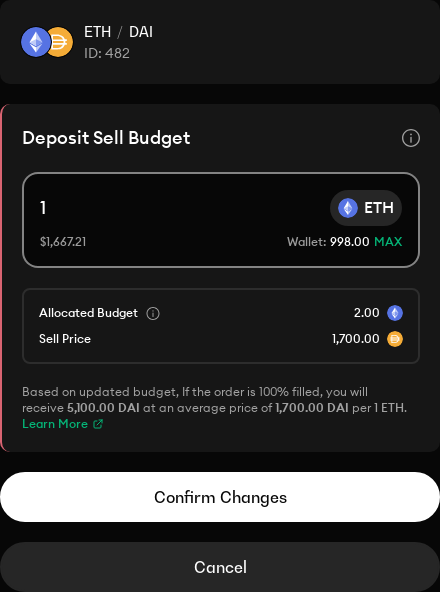 ETH / DAI
ID: 482
Deposit Sell Budget
1 ETH
$1,667.21 Wallet: 998.00 MAX
Allocated Budget 2.00
Sell Price 1,700.00
Based on updated budget, If the order is 100% filled, you will
receive 5,100.00 DAI at an average price of 1,700.00 DAI per 1 ETH.
Learn More
Confirm Changes
Cancel